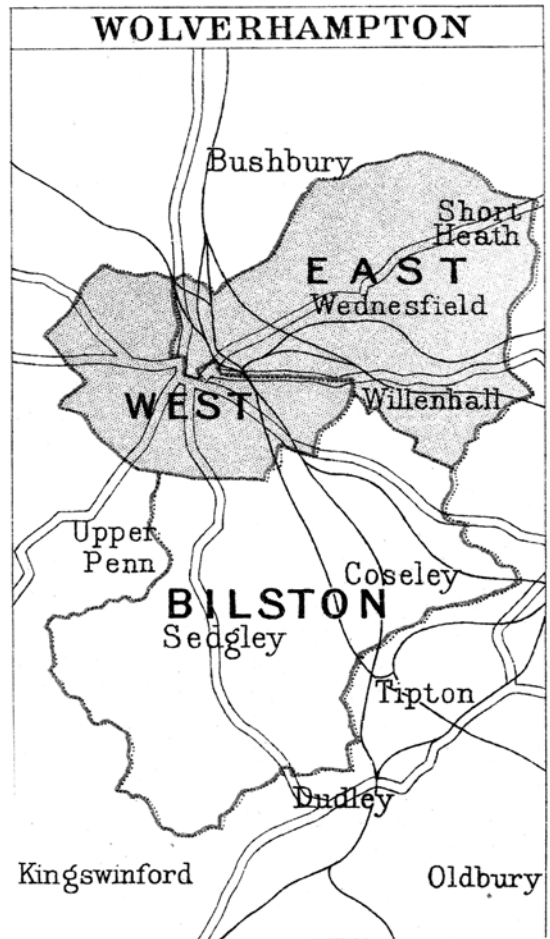 WOLVERHAMPTON
Bushbury
Short
Heath
EAST
Wednesfield
WEST
Willenhall
Upper
Penn
Coseley
BILSTON
Sedgley
Tipton
Dudley
Kingswinford
Oldbury